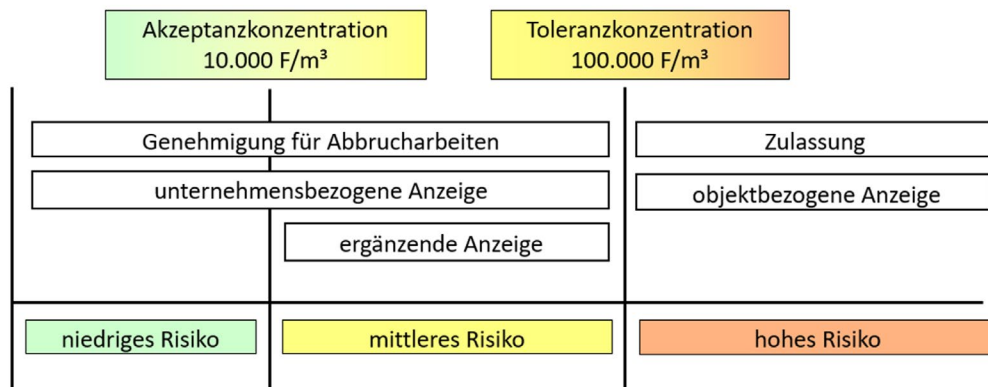 Akzeptanzkonzentration
10.000 F/m³
Toleranzkonzentration
100.000 F/m³
Genehmigung für Abbrucharbeiten
Zulassung
unternehmensbezogene Anzeige
objektbezogene Anzeige
ergänzende Anzeige
niedriges Risiko
mittleres Risiko
hohes Risiko